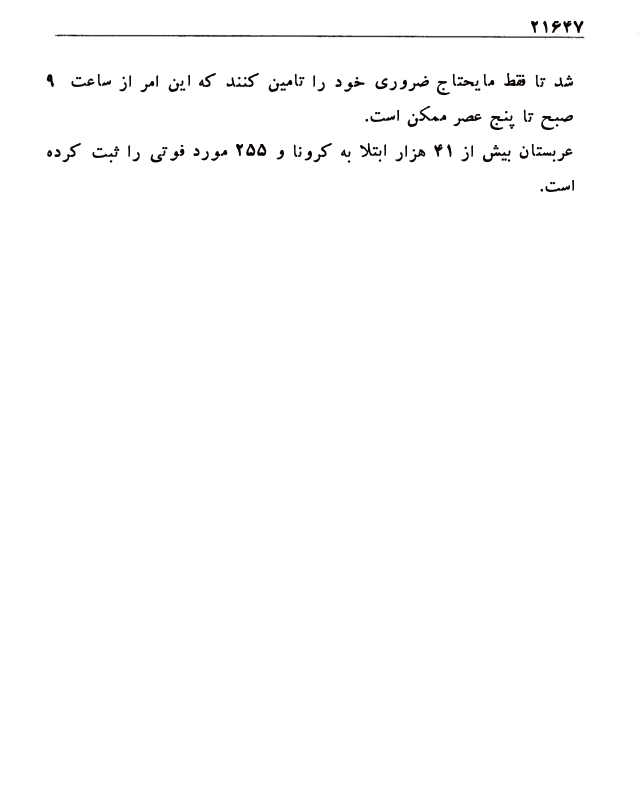 ۲۱۶۴۷
شد تا فقط مایحتاج ضروری خود را تامین کنند که این امر از ساعت ۹
صبح تا پنج عصر ممکن است.
عربستان بیش از ۴۱ هزار ابتلا به کرونا و ۲۵۵ مورد فوتی را ثبت کرده
است.